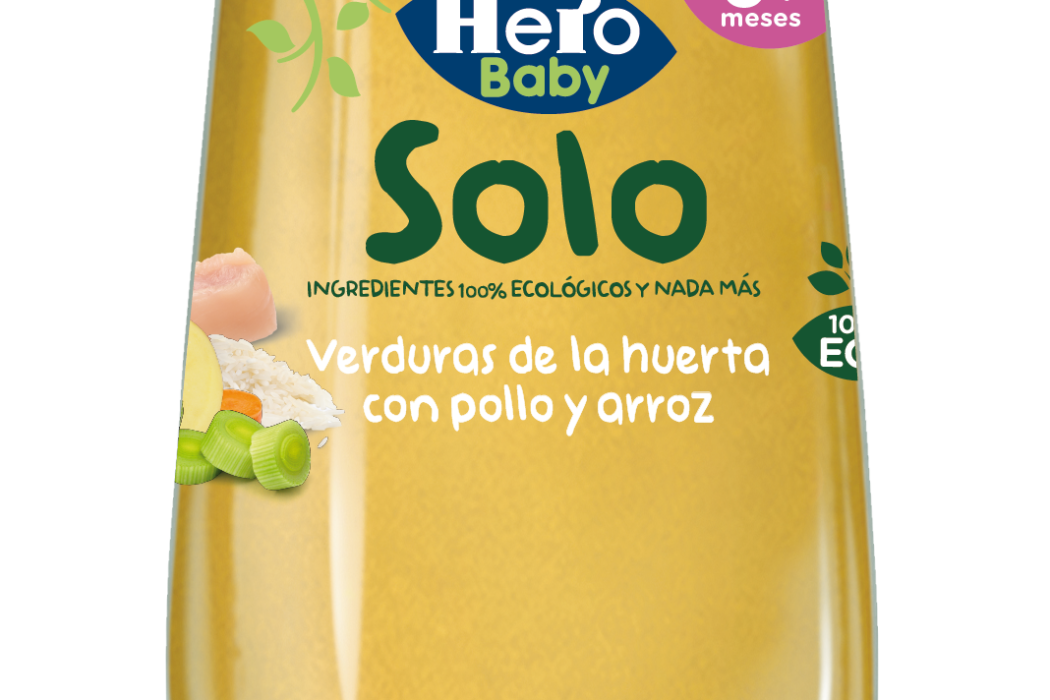 Hero
Baby
meses
Solo
INGREDIENTES 100% ECOLÓGICOS Y NADA MÁS
verduras de la huerta
con pollo y arroz